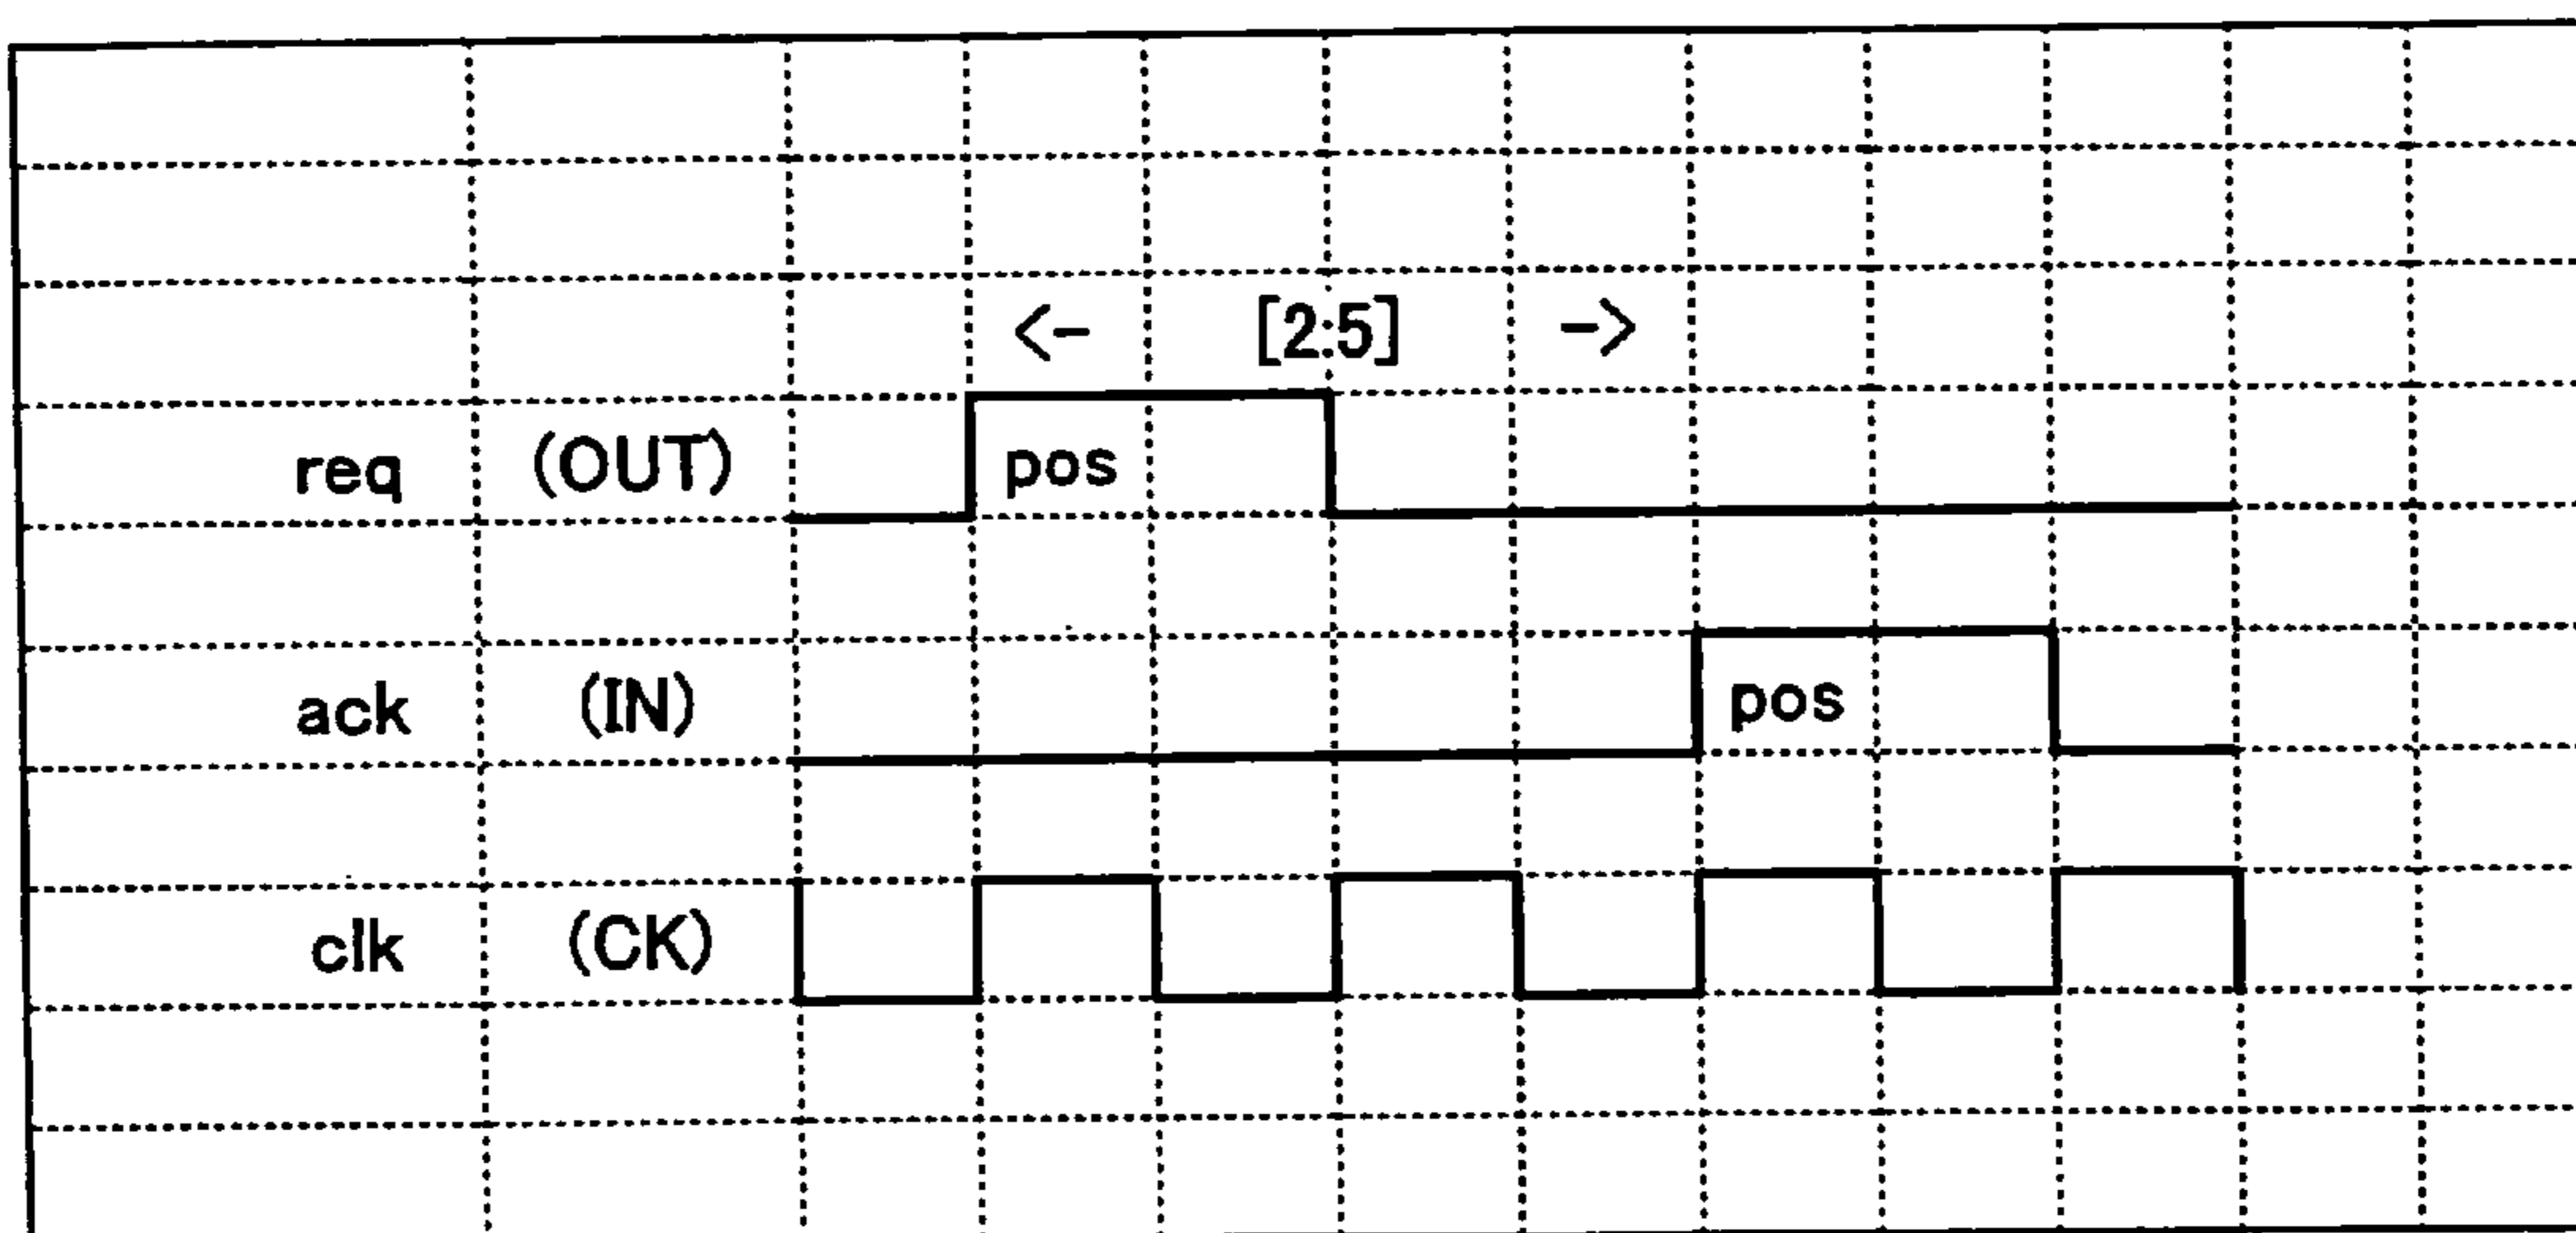 <- [2:5] ->
req (OUT) pos
ack (IN) pos
clk (CK)